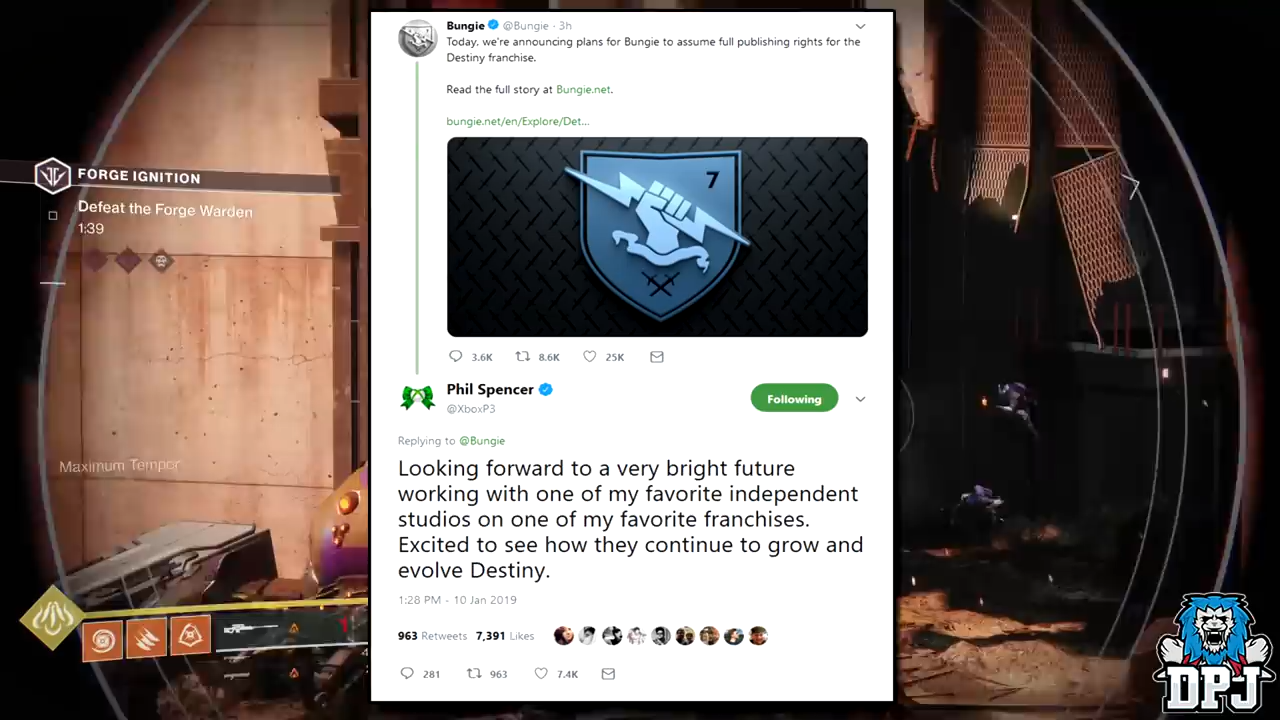 Bungie @Bungie · 3h
Today, we're announcing plans for Bungie to assume full publishing rights for the
Destiny franchise.
Read the full story at Bungie.net.
bungie.net/en/Explore/Det...
7
3.6K 8.6K 25K
Phil Spencer
@XboxP3
Following
Replying to @Bungie
Looking forward to a very bright future
working with one of my favorite independent
studios on one of my favorite franchises.
Excited to see how they continue to grow and
evolve Destiny.
1:28 PM - 10 Jan 2019
963 Retweets 7,391 Likes
281 963 7.4K
FORGE IGNITION
Defeat the Forge Warden
1:39
Maximum Temper
DPJ